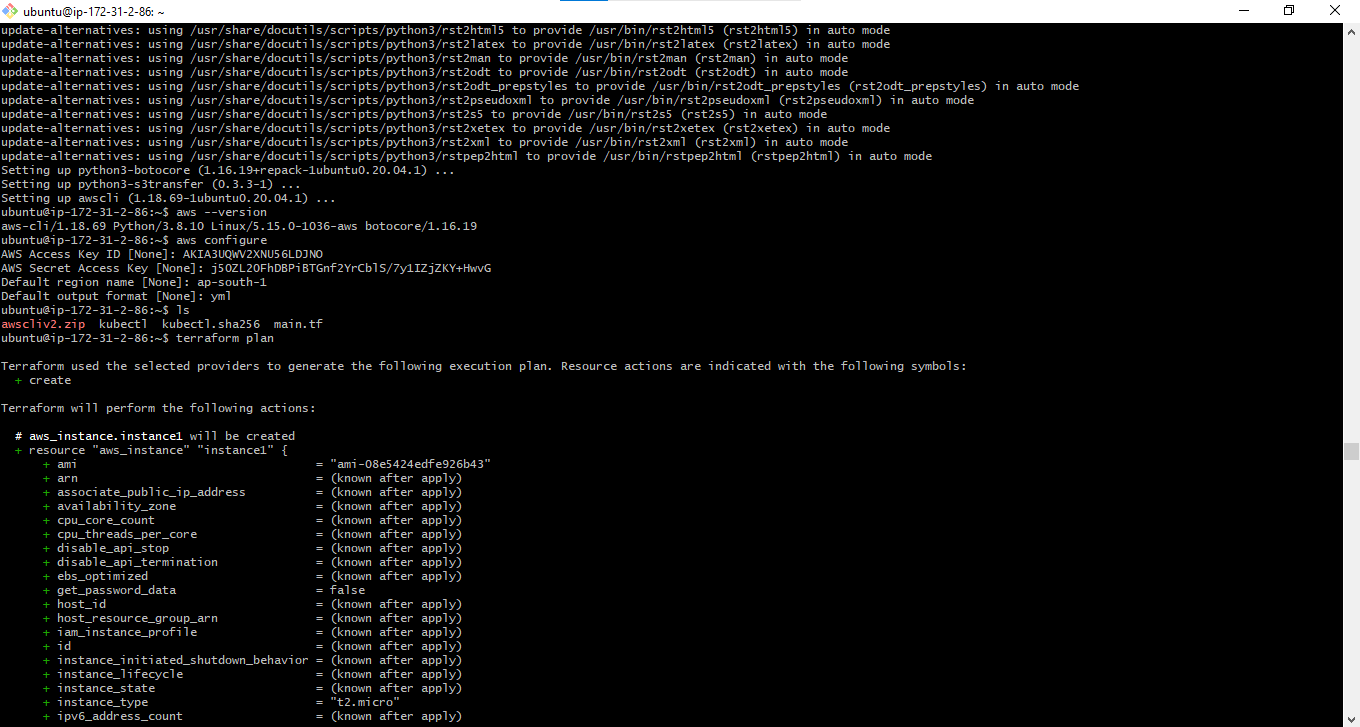 ubuntu@ip-172-31-2-86: ~
update-alternatives: using /usr/share/docutils/scripts/python3/rst2html5 to provide /usr/bin/rst2html5 (rst2html5) in auto mode
update-alternatives: using /usr/share/docutils/scripts/python3/rst2latex to provide /usr/bin/rst2latex (rst2latex) in auto mode
update-alternatives: using /usr/share/docutils/scripts/python3/rst2man to provide /usr/bin/rst2man (rst2man) in auto mode
update-alternatives: using /usr/share/docutils/scripts/python3/rst2odt to provide /usr/bin/rst2odt (rst2odt) in auto mode
update-alternatives: using /usr/share/docutils/scripts/python3/rst2odt_prepstyles to provide /usr/bin/rst2odt_prepstyles (rst2odt_prepstyles) in auto mode
update-alternatives: using /usr/share/docutils/scripts/python3/rst2pseudoxml to provide /usr/bin/rst2pseudoxml (rst2pseudoxml) in auto mode
update-alternatives: using /usr/share/docutils/scripts/python3/rst2s5 to provide /usr/bin/rst2s5 (rst2s5) in auto mode
update-alternatives: using /usr/share/docutils/scripts/python3/rst2xetex to provide /usr/bin/rst2xetex (rst2xetex) in auto mode
update-alternatives: using /usr/share/docutils/scripts/python3/rst2xml to provide /usr/bin/rst2xml (rst2xml) in auto mode
update-alternatives: using /usr/share/docutils/scripts/python3/rstpep2html to provide /usr/bin/rstpep2html (rstpep2html) in auto mode
Setting up python3-botocore (1.16.19+repack-1ubuntu0.20.04.1) ...
Setting up python3-s3transfer (0.3.3-1) ...
Setting up awscli (1.18.69-1ubuntu0.20.04.1) ...
ubuntu@ip-172-31-2-86:~$ aws --version
aws-cli/1.18.69 Python/3.8.10 Linux/5.15.0-1036-aws botocore/1.16.19
ubuntu@ip-172-31-2-86:~$ aws configure
AWS Access Key ID [None]: AKIA3UQWV2XNU56LDJNO
AWS Secret Access Key [None]:
Default region name [None]: ap-south-1
Default output format [None]: yml
ubuntu@ip-172-31-2-86:~$ ls
awscliv2.zip  kubectl  kubectl.sha256  main.tf
ubuntu@ip-172-31-2-86:~$ terraform plan
Terraform used the selected providers to generate the following execution plan. Resource actions are indicated with the following symbols:
+ create
Terraform will perform the following actions:
# aws_instance.instance1 will be created
+ resource "aws_instance" "instance1" {
+ ami = "ami-08e5424edfe926b43"
+ arn = (known after apply)
+ associate_public_ip_address = (known after apply)
+ availability_zone = (known after apply)
+ cpu_core_count = (known after apply)
+ cpu_threads_per_core = (known after apply)
+ disable_api_stop = (known after apply)
+ disable_api_termination = (known after apply)
+ ebs_optimized = (known after apply)
+ get_password_data = false
+ host_id = (known after apply)
+ host_resource_group_arn = (known after apply)
+ iam_instance_profile = (known after apply)
+ id = (known after apply)
+ instance_initiated_shutdown_behavior = (known after apply)
+ instance_lifecycle = (known after apply)
+ instance_state = (known after apply)
+ instance_type = "t2.micro"
+ ipv6_address_count = (known after apply)